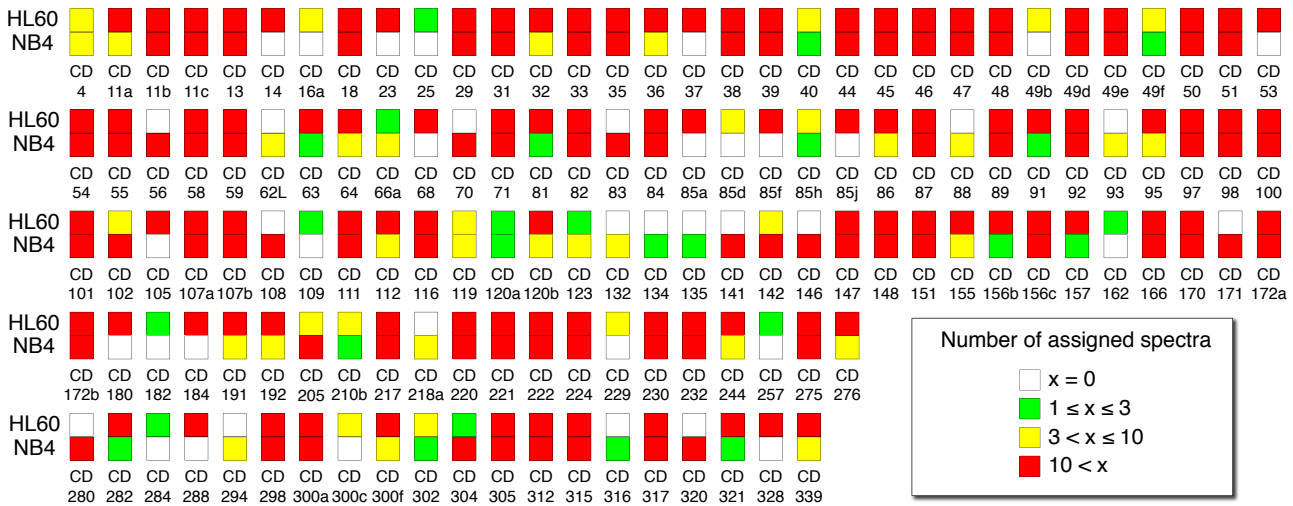 HL60
NB4
CD CD CD CD CD CD CD CD CD CD CD CD CD CD CD CD CD CD CD CD CD CD CD CD CD CD CD CD CD CD CD CD
4 11a 11b 11c 13 14 16a 18 23 25 29 31 32 33 35 36 37 38 39 40 44 45 46 47 48 49b 49d 49e 49f 50 51 53
HL60
NB4
CD CD CD CD CD CD CD CD CD CD CD CD CD CD CD CD CD CD CD CD CD CD CD CD CD CD CD CD CD CD CD CD
54 55 56 58 59 62L 63 64 66a 68 70 71 81 82 83 84 85a 85d 85f 85h 85j 86 87 88 89 91 92 93 95 97 98 100
HL60
NB4
CD CD CD CD CD CD CD CD CD CD CD CD CD CD CD CD CD CD CD CD CD CD CD CD CD CD CD CD CD CD CD CD
101 102 105 107a 107b 108 109 111 112 116 119 120a 120b 123 132 134 135 141 142 146 147 148 151 155 156b 156c 157 162 166 170 171 172a
HL60
NB4
CD CD CD CD CD CD CD CD CD CD CD CD CD CD CD CD CD CD CD CD CD
172b 180 182 184 191 192 205 210b 217 218a 220 221 222 224 229 230 232 244 257 275 276
HL60
NB4
CD CD CD CD CD CD CD CD CD CD CD CD CD CD CD CD CD CD CD CD
280 282 284 288 294 298 300a 300c 300f 302 304 305 312 315 316 317 320 321 328 339
Number of assigned spectra
x = 0
1 ≤ x ≤ 3
3 < x ≤ 10
10 < x